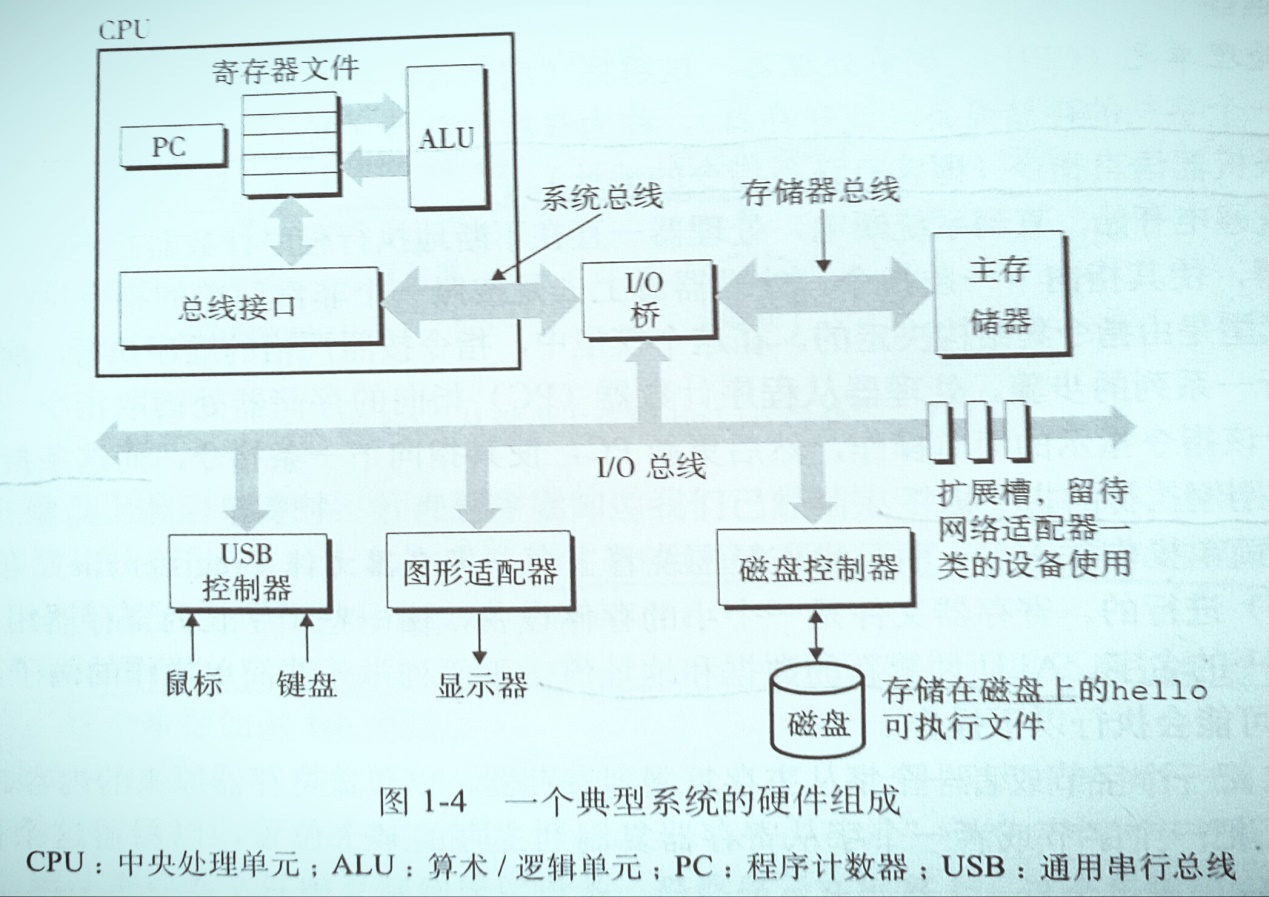 CPU
寄存器文件
PC
ALU
系统总线
存储器总线
总线接口
I/O
桥
主存
储器
I/O 总线
扩展槽，留待
网络适配器一
类的设备使用
USB
控制器
图形适配器
磁盘控制器
鼠标
键盘
显示器
磁盘
存储在磁盘上的hello
可执行文件
图 1-4 一个典型系统的硬件组成
CPU：中央处理单元；ALU：算术 / 逻辑单元；PC：程序计数器；USB：通用串行总线